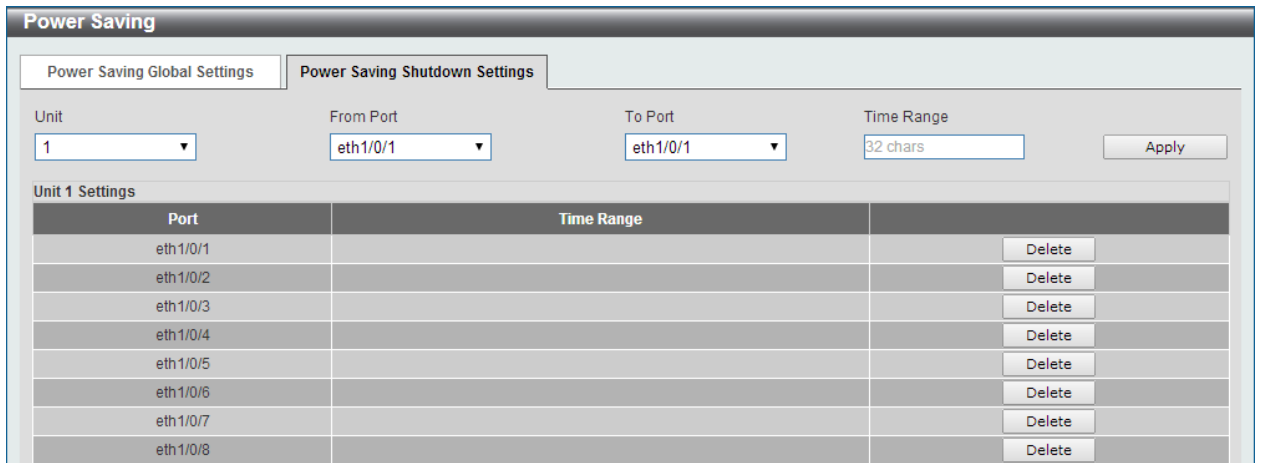 Power Saving
Power Saving Global Settings Power Saving Shutdown Settings
Unit From Port To Port Time Range
1 eth1/0/1 eth1/0/1 32 chars Apply
Unit 1 Settings
Port Time Range
eth1/0/1 Delete
eth1/0/2 Delete
eth1/0/3 Delete
eth1/0/4 Delete
eth1/0/5 Delete
eth1/0/6 Delete
eth1/0/7 Delete
eth1/0/8 Delete